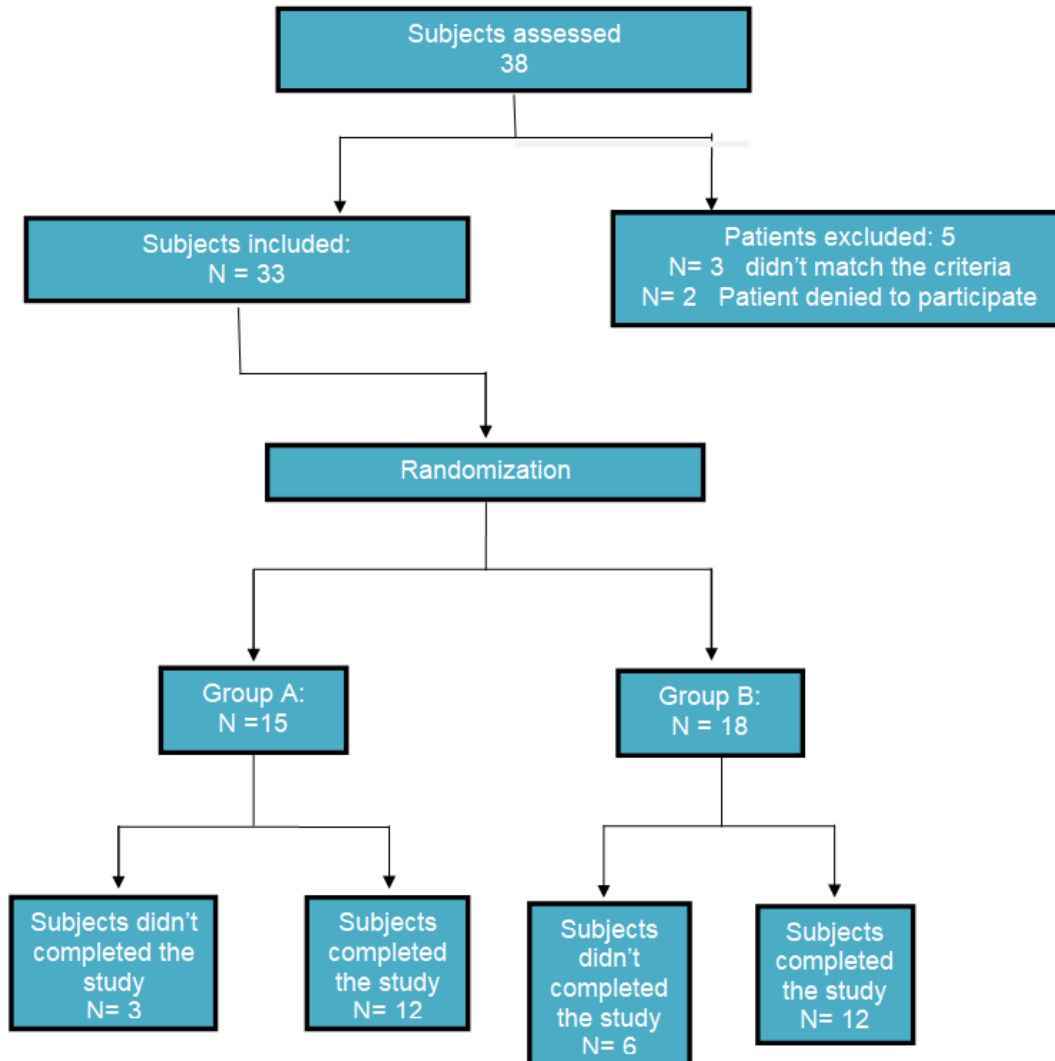 Subjects assessed
38
Subjects included:
N = 33
Patients excluded: 5
N= 3 didn’t match the criteria
N= 2 Patient denied to participate
Randomization
Group A:
N =15
Group B:
N = 18
Subjects didn’t
completed the
study
N= 3
Subjects
completed
the study
N= 12
Subjects
didn’t
completed
the study
N= 6
Subjects
completed
the study
N= 12